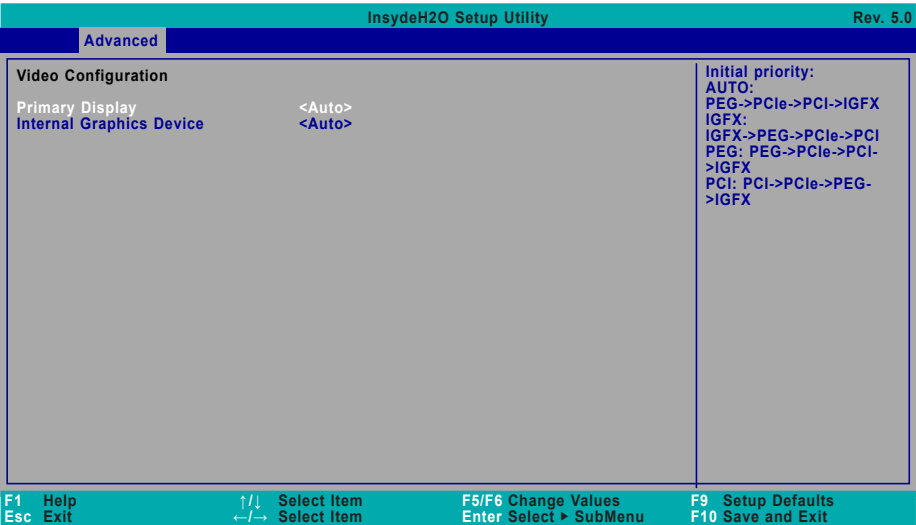 InsydeH2O Setup Utility Rev. 5.0
Advanced
Video Configuration
Primary Display <Auto>
Internal Graphics Device <Auto>
Initial priority:
AUTO:
PEG->PCIe->PCI->IGFX
IGFX:
IGFX->PEG->PCIe->PCI
PEG: PEG->PCIe->PCI-
>IGFX
PCI: PCI->PCIe->PEG-
>IGFX
F1 Help ↑/↓ Select Item F5/F6 Change Values F9 Setup Defaults
Esc Exit ←/→ Select Item Enter Select ▶ SubMenu F10 Save and Exit